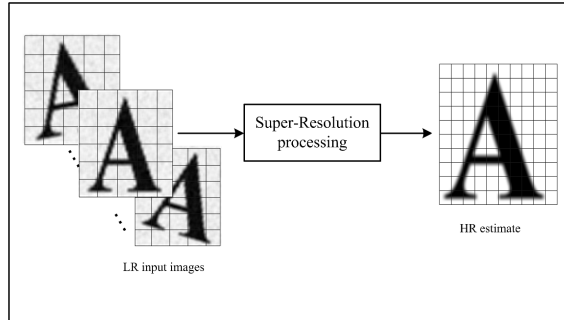 A
A
A
LR input images
Super-Resolution
processing
A
HR estimate